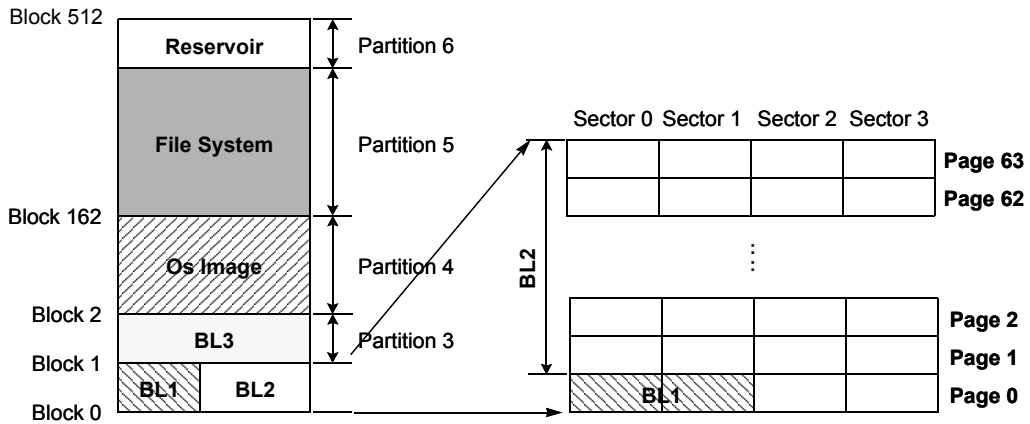 Block 512
Reservoir
Partition 6
File System
Partition 5
Block 162
Os Image
Partition 4
Block 2
BL3
Partition 3
Block 1
BL1
BL2
Block 0
Sector 0 Sector 1 Sector 2 Sector 3
Page 63
Page 62
BL2
Page 2
Page 1
BL1
Page 0